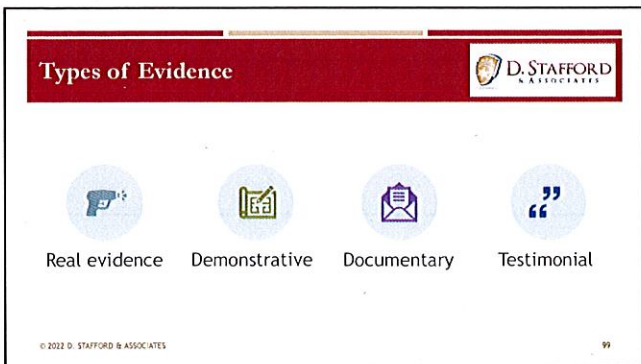 Types of Evidence
D. STAFFORD
& ASSOCIATES
Real evidence
Demonstrative
Documentary
Testimonial
© 2022 D. STAFFORD & ASSOCIATES
99